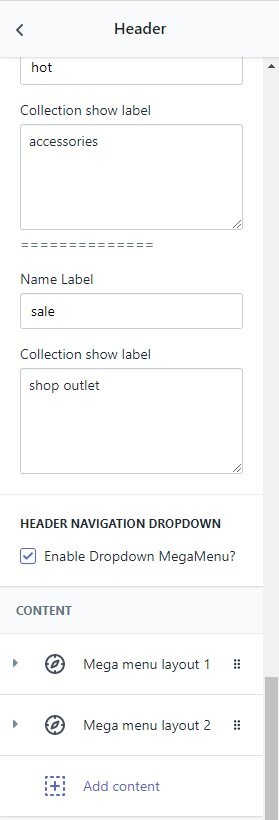 Header
hot
Collection show label
accessories
==============
Name Label
sale
Collection show label
shop outlet
HEADER NAVIGATION DROPDOWN
Enable Dropdown MegaMenu?
CONTENT
Mega menu layout 1
Mega menu layout 2
Add content